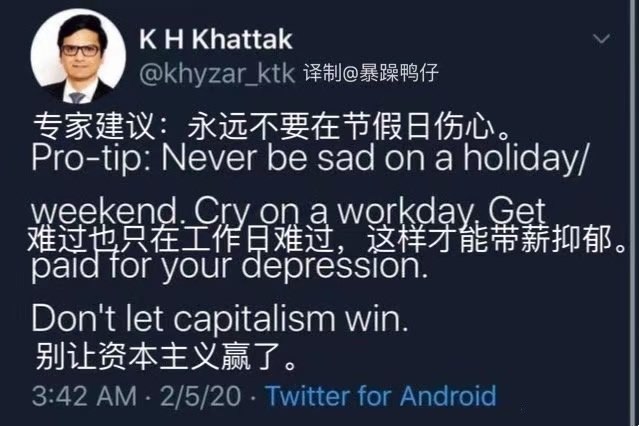 K H Khattak
@khyzar_ktk 译制@暴躁鸭仔
专家建议：永远不要在节假日伤心。
Pro-tip: Never be sad on a holiday/
weekend. Cry on a workday. Get
难过也只在工作日难过，这样才能带薪抑郁。
paid for your depression.
Don't let capitalism win.
别让资本主义赢了。
3:42 AM · 2/5/20 · Twitter for Android